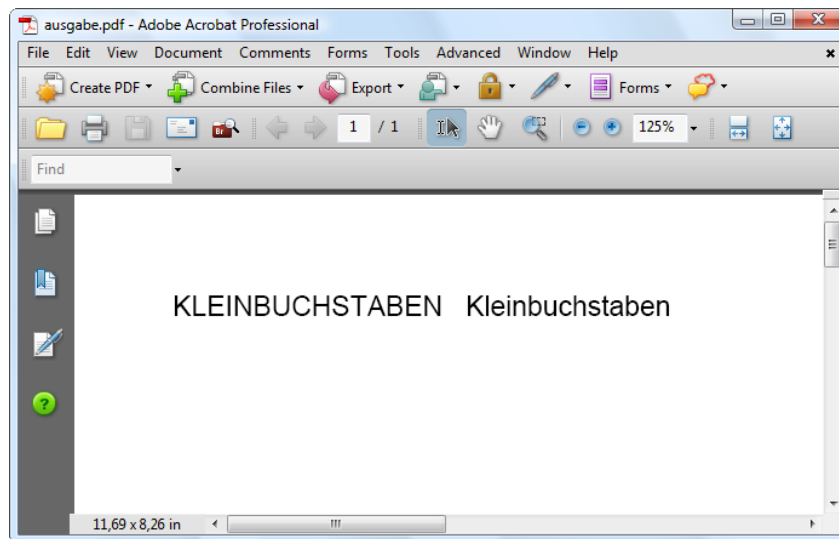 ausgabe.pdf - Adobe Acrobat Professional
File Edit View Document Comments Forms Tools Advanced Window Help
Create PDF Combine Files Export Forms
Br 1 / 1 125%
Find
KLEINBUCHSTABEN Kleinbuchstaben
?
11,69 x 8,26 in